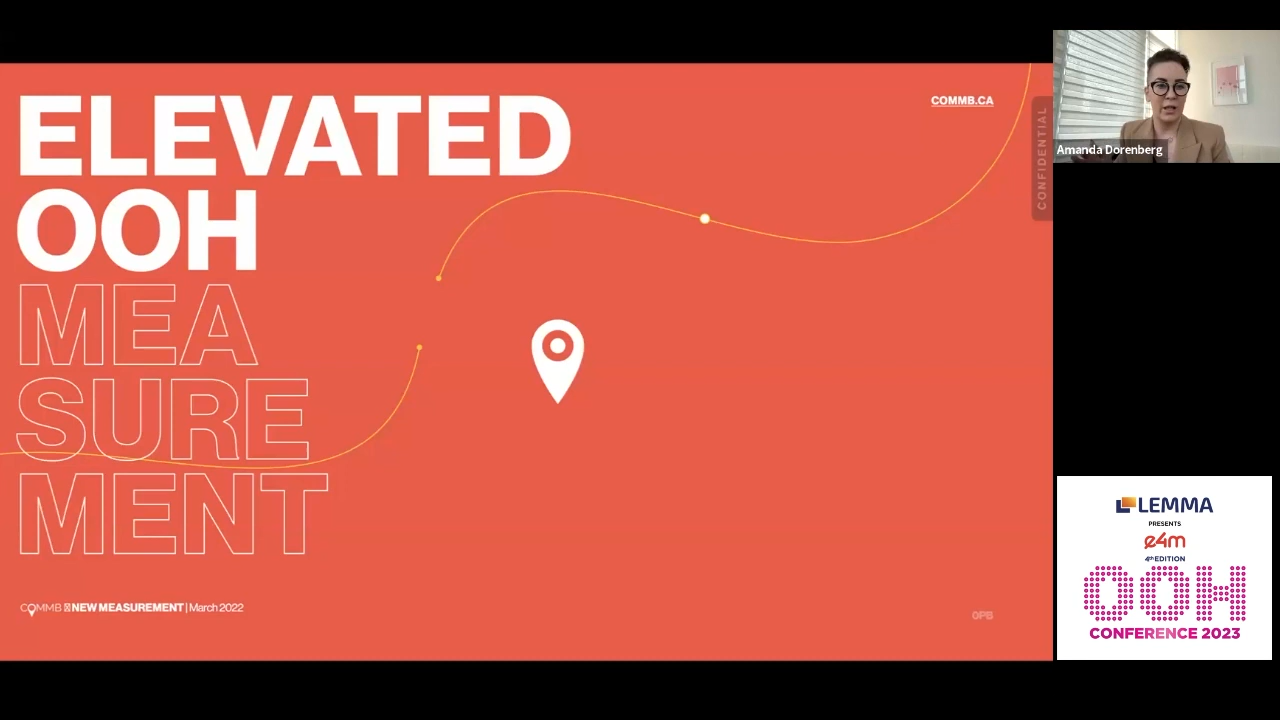 ELEVATED
OOH
MEA
SURE
MENT
COMMB.CA
CONFIDENTIAL
COMMB
NEW MEASUREMENT | March 2022
Amanda Dorenberg
LEMMA
PRESENTS
e4m
4th EDITION
OOH
CONFERENCE 2023